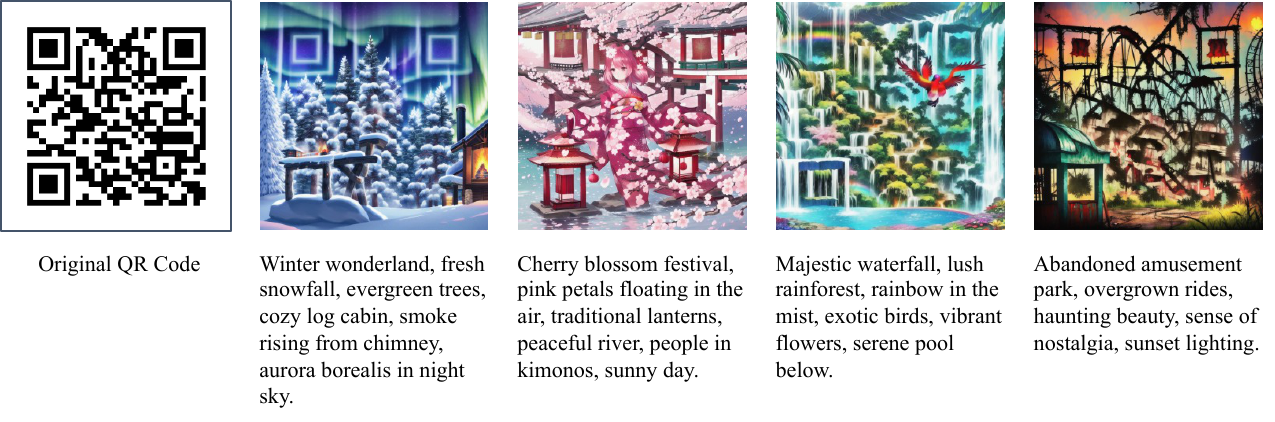 Original QR Code
Winter wonderland, fresh
snowfall, evergreen trees,
cozy log cabin, smoke
rising from chimney,
aurora borealis in night
sky.
Cherry blossom festival,
pink petals floating in the
air, traditional lanterns,
peaceful river, people in
kimonos, sunny day.
Majestic waterfall, lush
rainforest, rainbow in the
mist, exotic birds, vibrant
flowers, serene pool
below.
Abandoned amusement
park, overgrown rides,
haunting beauty, sense of
nostalgia, sunset lighting.